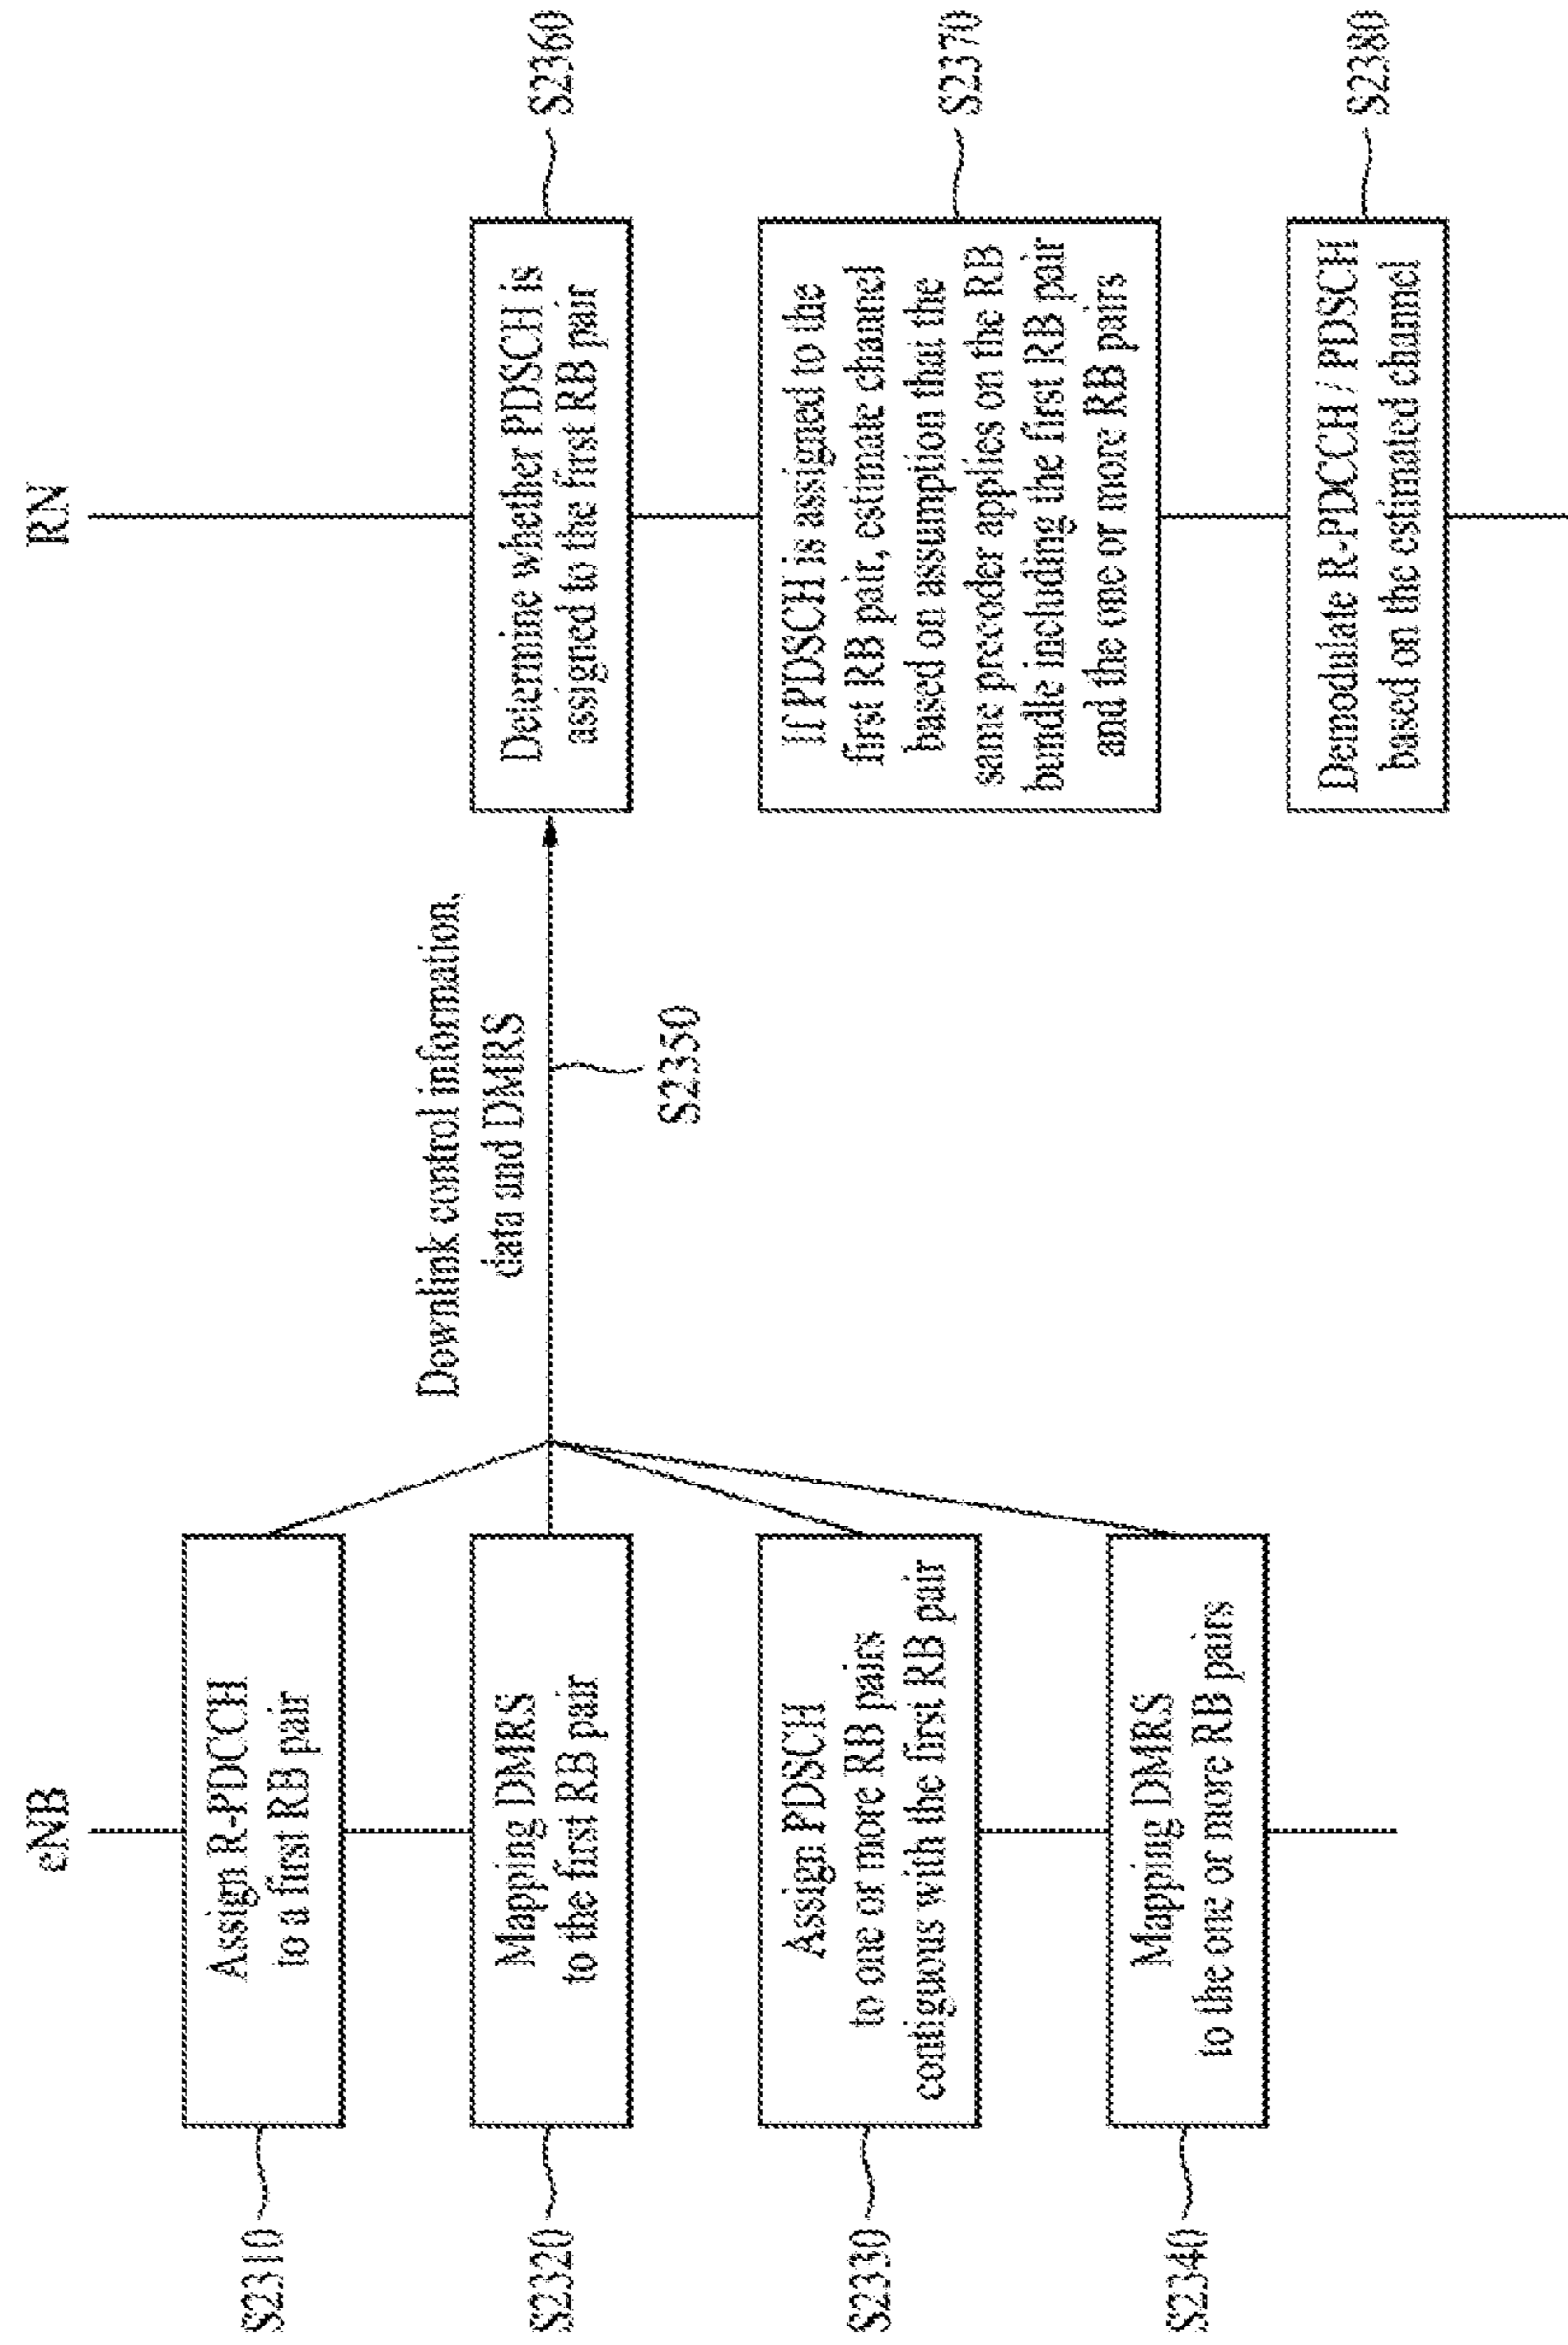 eNB
RN
S2310
Assign R-PDCCH
to a first RB pair
S2320
Mapping DMRS
to the first RB pair
S2330
Assign PDSCH
to one or more RB pairs
contiguous with the first RB pair
S2340
Mapping DMRS
to the one or more RB pairs
Downlink control information,
data and DMRS
S2350
Determine whether PDSCH is
assigned to the first RB pair
S2360
If PDSCH is assigned to the
first RB pair, estimate channel
based on assumption that the
same precoder applies on the RB
bundle including the first RB pair
and the one or more RB pairs
S2370
Demodulate R-PDCCH / PDSCH
based on the estimated channel
S2380